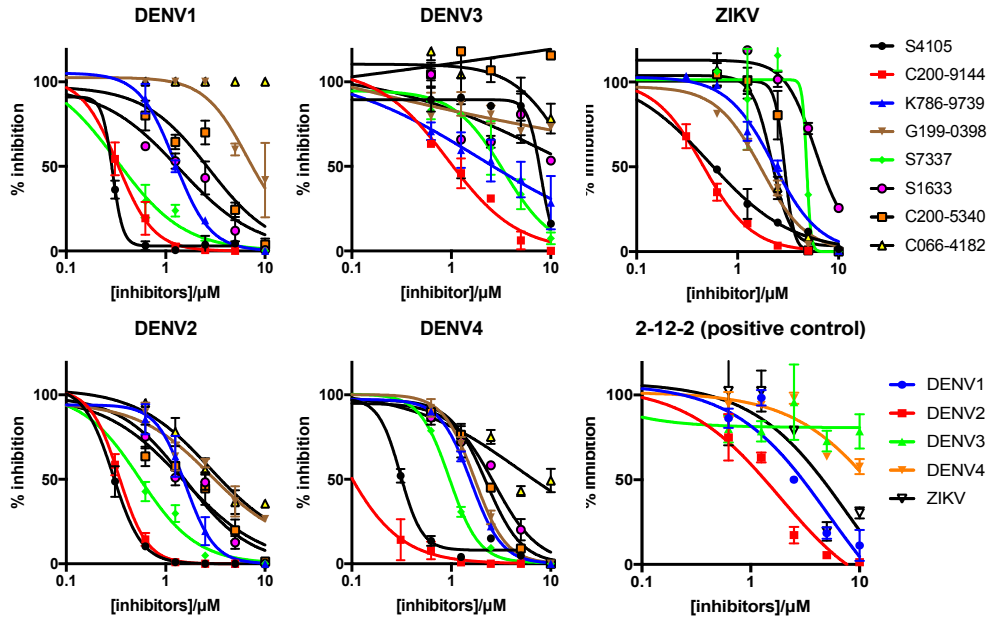 DENV1
DENV3
ZIKV
% inhibition
100
50
0
0.1
1
10
[inhibitors]/µM
% inhibition
100
50
0
0.1
1
10
[inhibitors]/µM
% inhibition
100
50
0
0.1
1
10
[inhibitor]/µM
S4105
C200-9144
K786-9739
G199-0398
S7337
S1633
C200-5340
C066-4182
DENV2
DENV4
2-12-2 (positive control)
% inhibition
100
50
0
0.1
1
10
[inhibitors]/µM
% inhibition
100
50
0
0.1
1
10
[inhibitors]/µM
% inhibition
100
50
0
0.1
1
10
[inhibitors]/µM
DENV1
DENV2
DENV3
DENV4
ZIKV